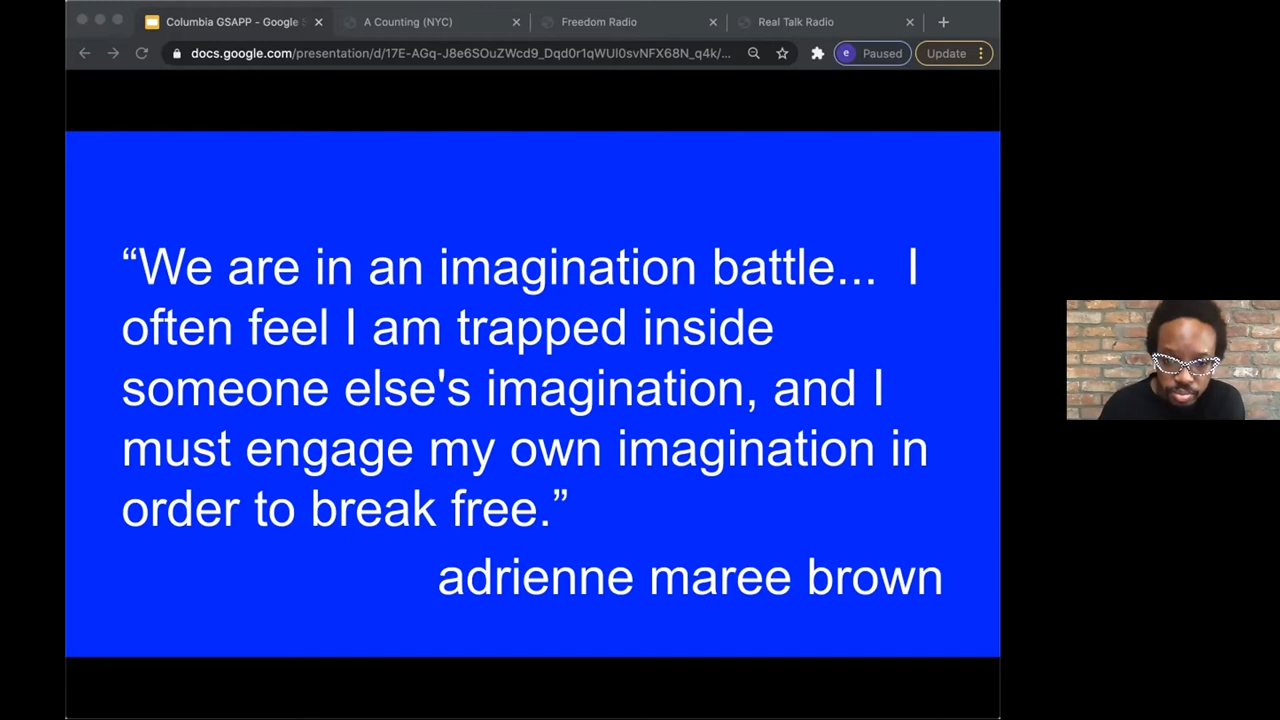 Columbia GSAPP - Google S
A Counting (NYC)
Freedom Radio
Real Talk Radio
docs.google.com/presentation/d/17E-AGq-J8e6SOuZWcd9_Dqd0r1qWUI0svNFX68N_q4k/...
e
Paused
Update
“We are in an imagination battle... I
often feel I am trapped inside
someone else's imagination, and I
must engage my own imagination in
order to break free.”
adrienne maree brown